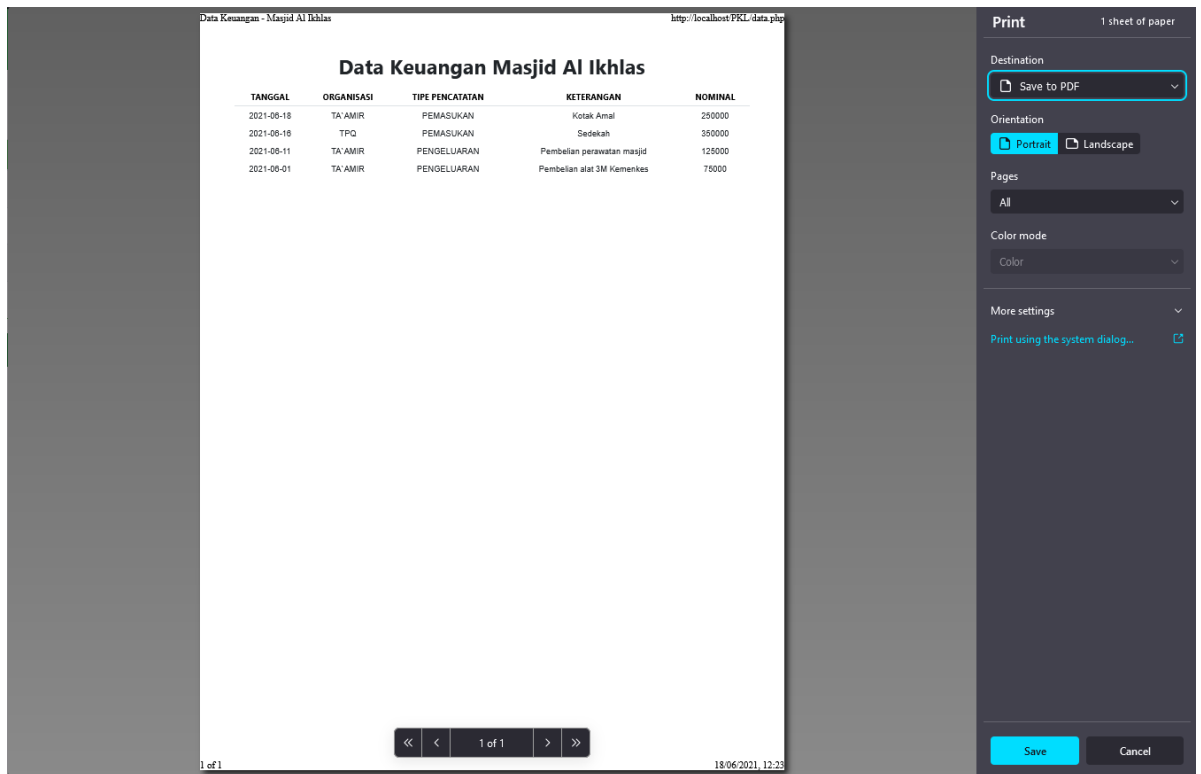 Data Keuangan - Masjid Al Ikhlas http://localhost/PKL/data.php
Data Keuangan Masjid Al Ikhlas
TANGGAL ORGANISASI TIPE PENCATATAN KETERANGAN NOMINAL
2021-06-18 TA`AMIR PEMASUKAN Kotak Amal 250000
2021-06-16 TPQ PEMASUKAN Sedekah 350000
2021-06-11 TA`AMIR PENGELUARAN Pembelian perawatan masjid 125000
2021-06-01 TA`AMIR PENGELUARAN Pembelian alat 3M Kemenkes 75000
1 of 1
1 of 1 18/06/2021, 12:23
Print 1 sheet of paper
Destination
Save to PDF
Orientation
Portrait Landscape
Pages
All
Color mode
Color
More settings
Print using the system dialog...
Save Cancel